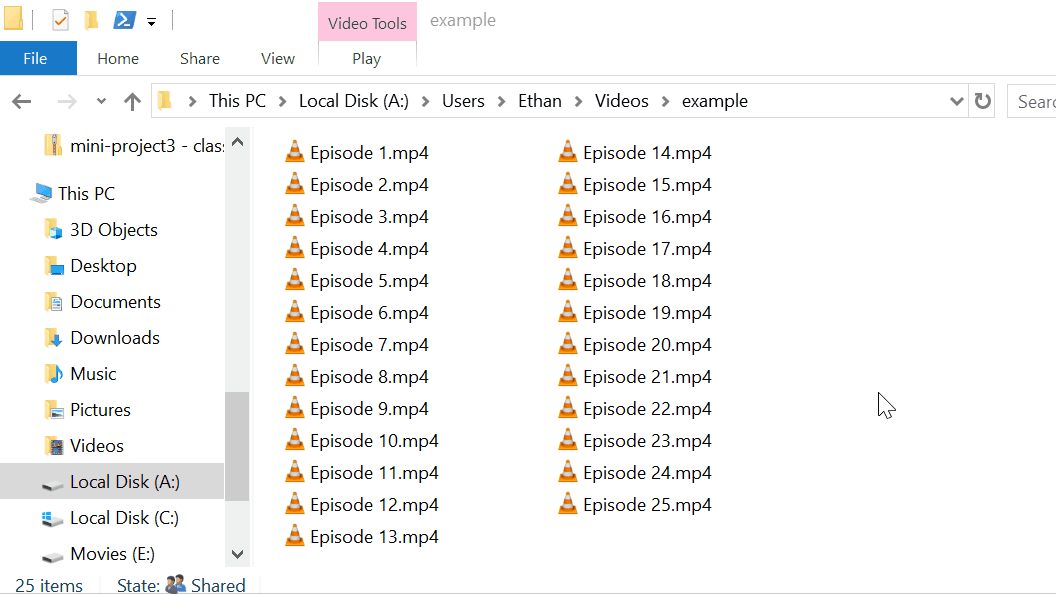 Video Tools example
File Home Share View Play
This PC Local Disk (A:) Users Ethan Videos example
mini-project3 - clas
This PC
3D Objects
Desktop
Documents
Downloads
Music
Pictures
Videos
Local Disk (A:)
Local Disk (C:)
Movies (E:)
Episode 1.mp4
Episode 2.mp4
Episode 3.mp4
Episode 4.mp4
Episode 5.mp4
Episode 6.mp4
Episode 7.mp4
Episode 8.mp4
Episode 9.mp4
Episode 10.mp4
Episode 11.mp4
Episode 12.mp4
Episode 13.mp4
Episode 14.mp4
Episode 15.mp4
Episode 16.mp4
Episode 17.mp4
Episode 18.mp4
Episode 19.mp4
Episode 20.mp4
Episode 21.mp4
Episode 22.mp4
Episode 23.mp4
Episode 24.mp4
Episode 25.mp4
25 items State: Shared